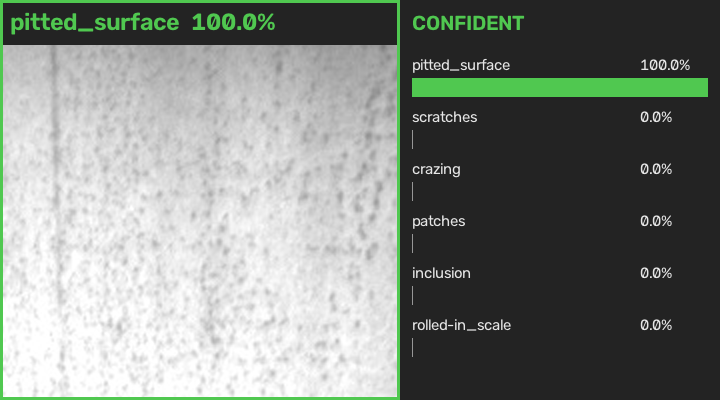 pitted_surface 100.0%
CONFIDENT
pitted_surface 100.0%
scratches 0.0%
crazing 0.0%
patches 0.0%
inclusion 0.0%
rolled-in_scale 0.0%